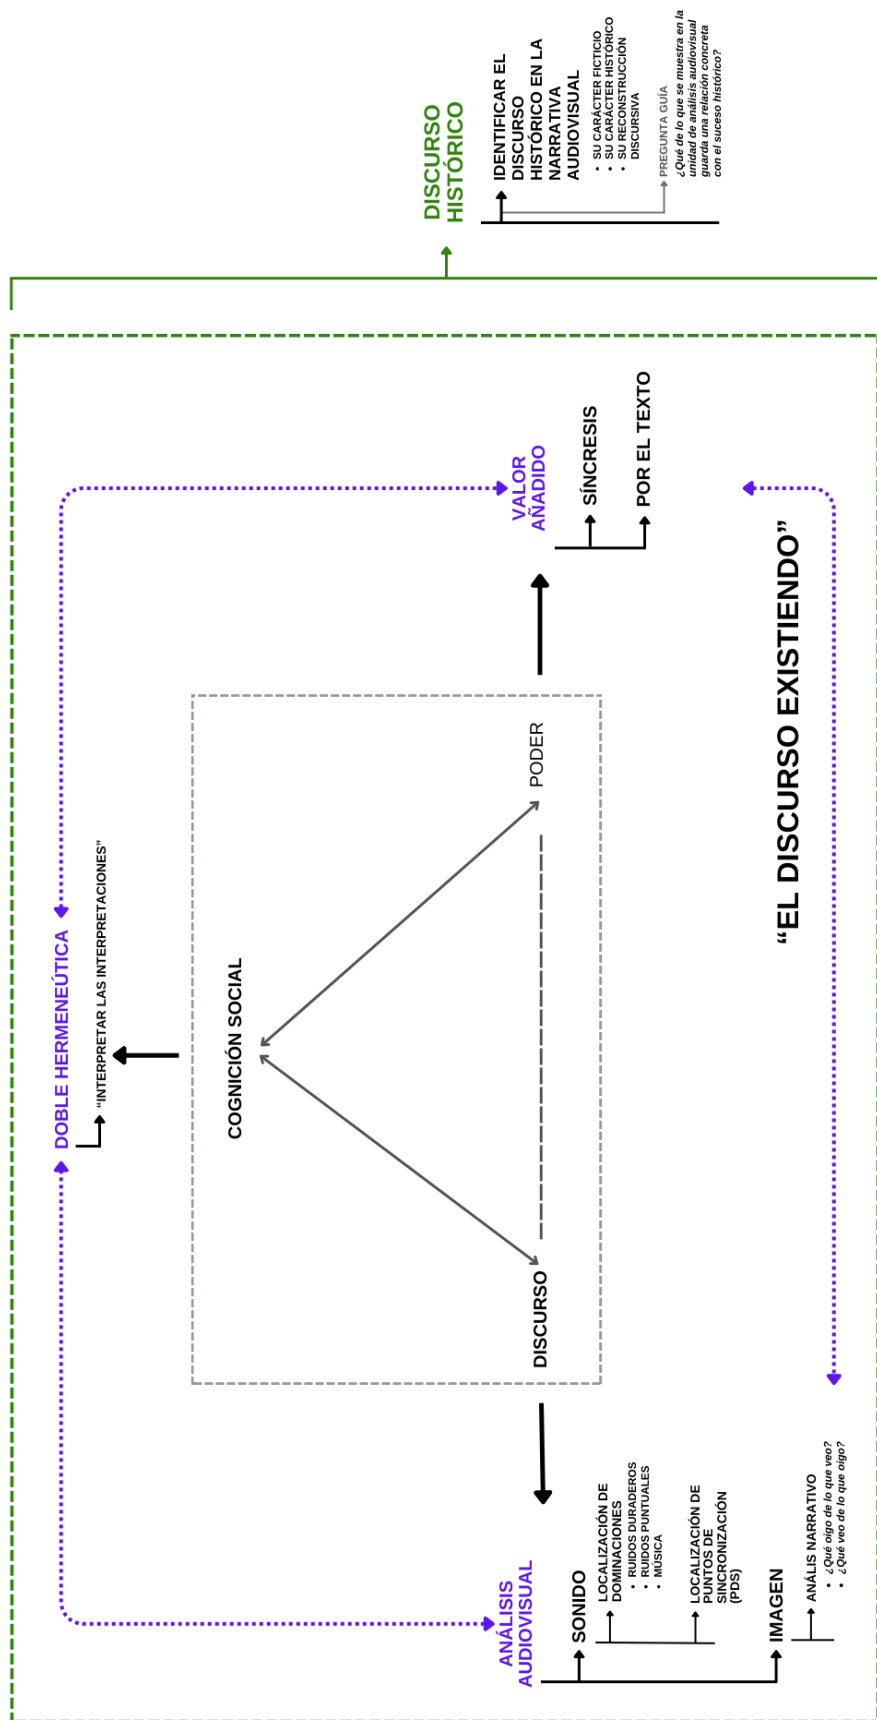 DOBLE HERMENEÚTICA
“INTERPRETAR LAS INTERPRETACIONES”
COGNICIÓN SOCIAL
DISCURSO
PODER
ANÁLISIS
AUDIOVISUAL
SONIDO
LOCALIZACIÓN DE
DOMINACIONES
• RUIDOS DURADEROS
• RUIDOS PUNTUALES
• MÚSICA
LOCALIZACIÓN DE
PUNTOS DE
SINCRONIZACIÓN
(PDS)
IMAGEN
ANÁLIS NARRATIVO
• ¿Qué oigo de lo que veo?
• ¿Qué veo de lo que oigo?
VALOR
AÑADIDO
SÍNCRESIS
POR EL TEXTO
“EL DISCURSO EXISTIENDO”
DISCURSO
HISTÓRICO
IDENTIFICAR EL
DISCURSO
HISTÓRICO EN LA
NARRATIVA
AUDIOVISUAL
• SU CARÁCTER FICTICIO
• SU CARÁCTER HISTÓRICO
• SU RECONSTRUCCIÓN
DISCURSIVA
PREGUNTA GUÍA
¿Qué de lo que se muestra en la
unidad de análisis audiovisual
guarda una relación concreta
con el suceso histórico?